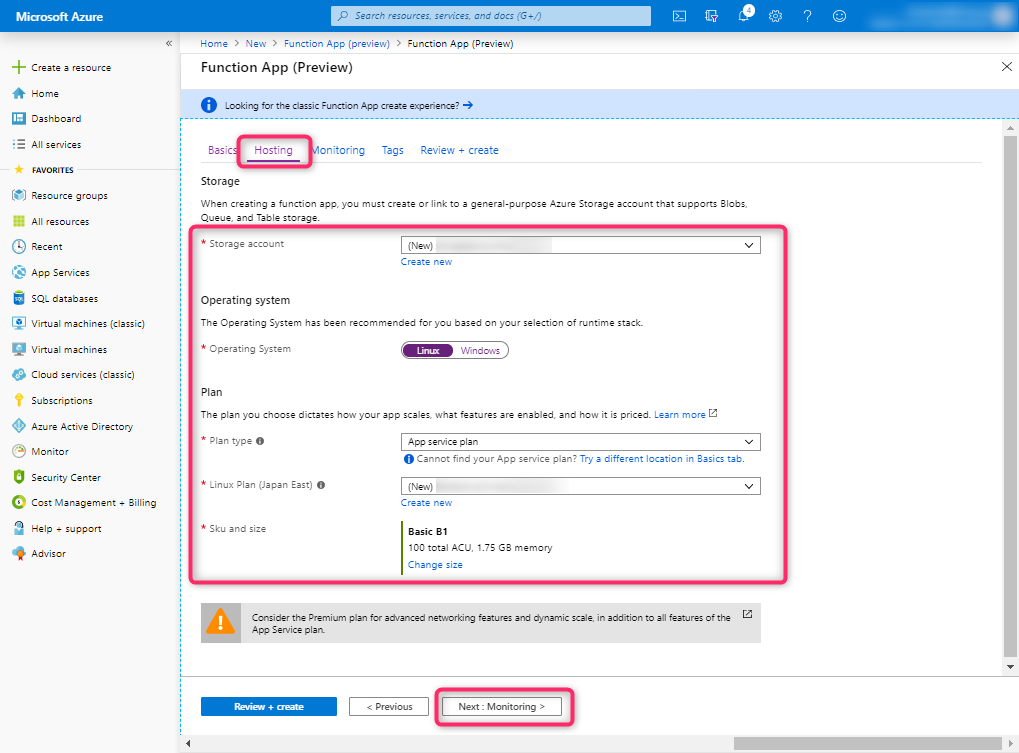 Microsoft Azure
Search resources, services, and docs (G+/)
4
?
«
Create a resource
Home
Dashboard
All services
FAVORITES
Resource groups
All resources
Recent
App Services
SQL databases
Virtual machines (classic)
Virtual machines
Cloud services (classic)
Subscriptions
Azure Active Directory
Monitor
Security Center
Cost Management + Billing
Help + support
Advisor
Home > New > Function App (preview) > Function App (Preview)
Function App (Preview)
Looking for the classic Function App create experience? →
Basics Hosting Monitoring Tags Review + create
Storage
When creating a function app, you must create or link to a general-purpose Azure Storage account that supports Blobs,
Queue, and Table storage.
* Storage account (New)
Create new
Operating system
The Operating System has been recommended for you based on your selection of runtime stack.
* Operating System Linux Windows
Plan
The plan you choose dictates how your app scales, what features are enabled, and how it is priced. Learn more
* Plan type App service plan
Cannot find your App service plan? Try a different location in Basics tab.
* Linux Plan (Japan East) (New)
Create new
* Sku and size Basic B1
100 total ACU, 1.75 GB memory
Change size
Consider the Premium plan for advanced networking features and dynamic scale, in addition to all features of the
App Service plan.
Review + create < Previous Next : Monitoring >